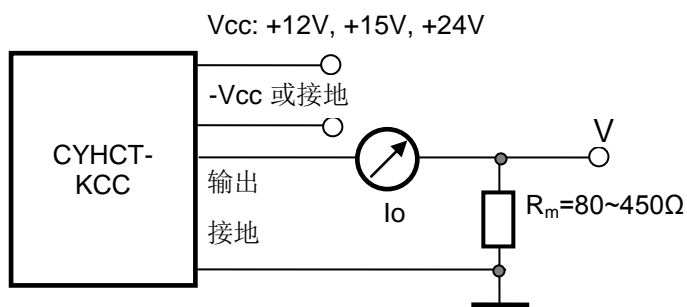 Vcc: +12V, +15V, +24V
-Vcc 或接地
CYHCT-
KCC
V
输出
Io
Rm=80~450Ω
接地